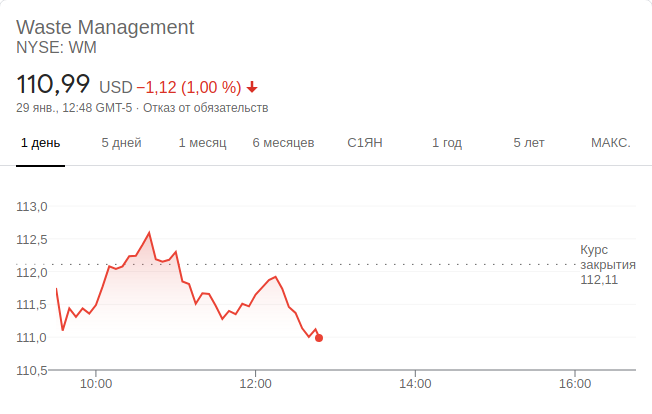 Waste Management
NYSE: WM
110,99 USD −1,12 (1,00 %)
29 янв., 12:48 GMT-5 · Отказ от обязательств
1 день 5 дней 1 месяц 6 месяцев С1ЯН 1 год 5 лет МАКС.
113,0
112,5
Курс
закрытия
112,11
112,0
111,5
111,0
110,5
10:00 12:00 14:00 16:00